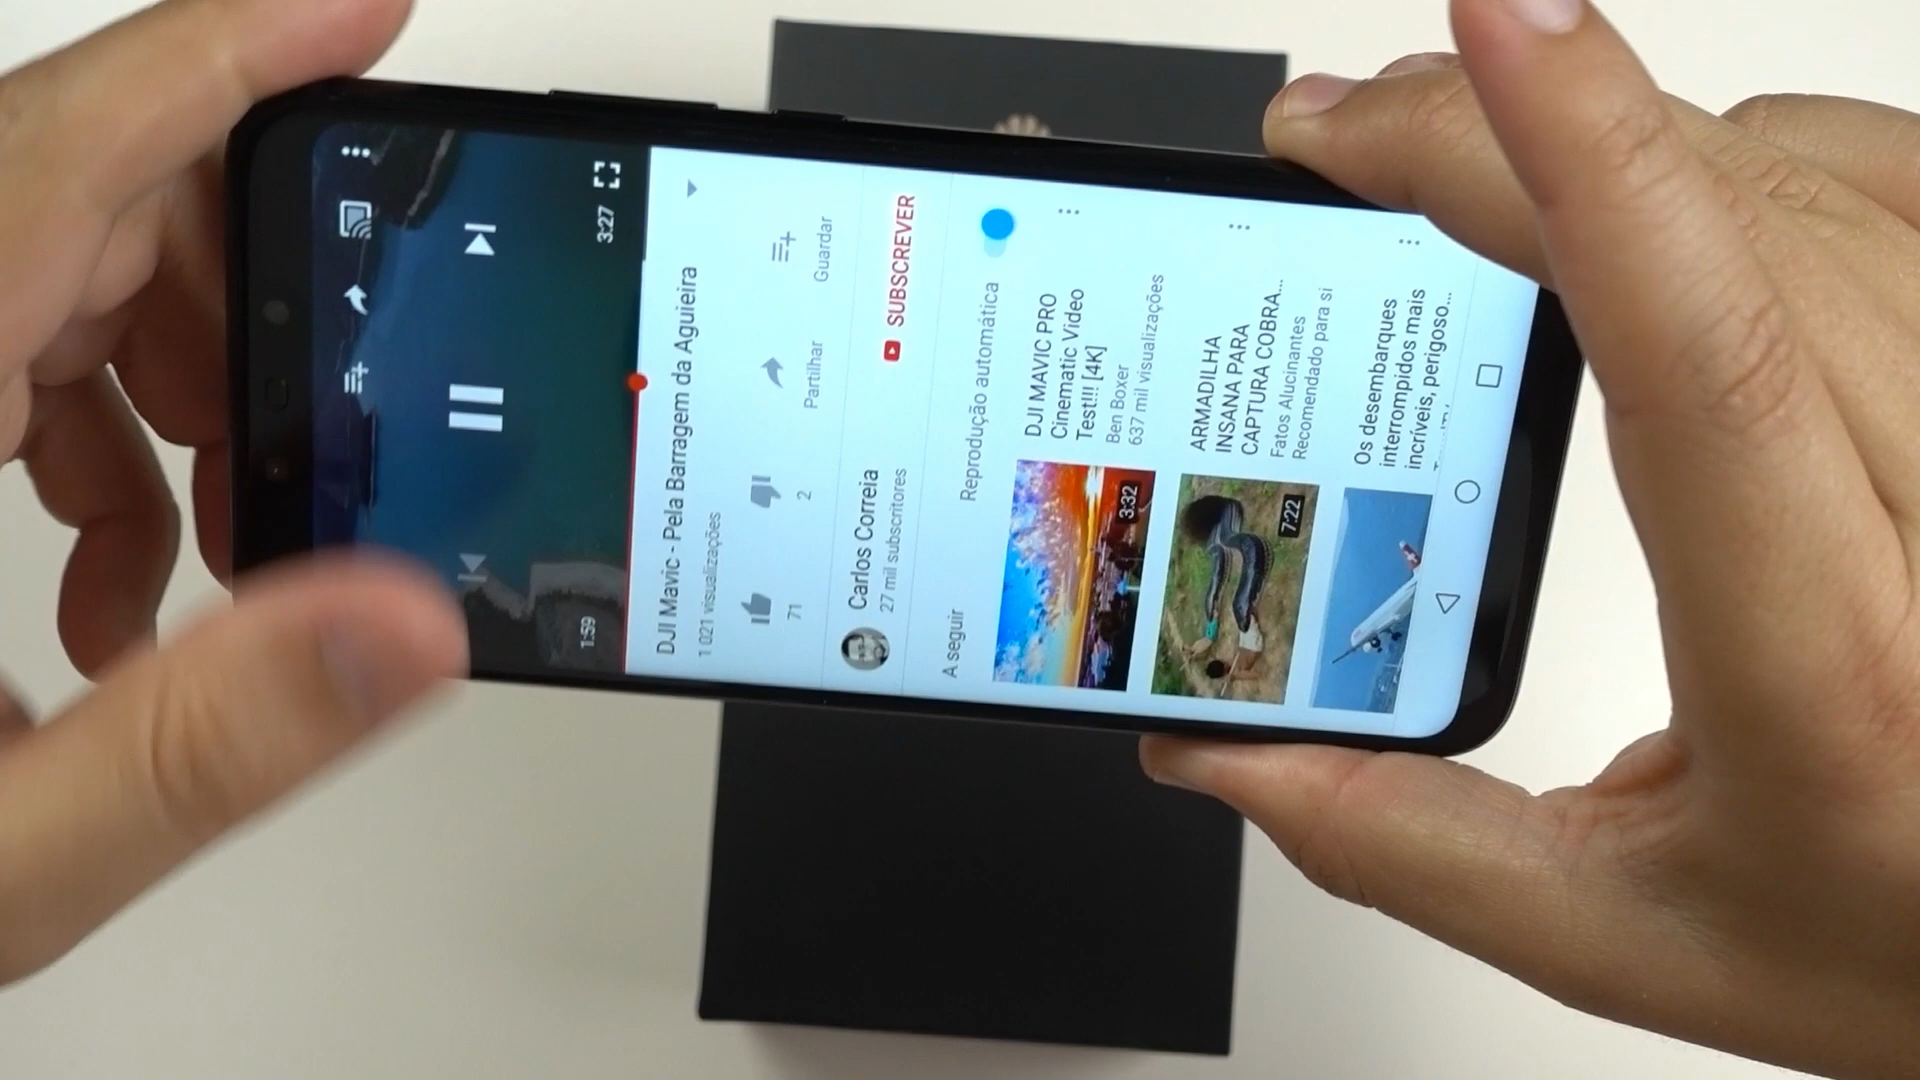 1:59
3:27
DJI Mavic - Pela Barragem da Aguieira
1 021 visualizações
71
2
Partilhar
Guardar
Carlos Correia
27 mil subscritores
SUBSCREVER
A seguir
Reprodução automática
3:32
DJI MAVIC PRO
Cinematic Video
Test!!! [4K]
Ben Boxer
637 mil visualizações
7:22
ARMADILHA
INSANA PARA
CAPTURA COBRA...
Fatos Alucinantes
Recomendado para si
Os desembarques
interrompidos mais
incríveis, perigoso...